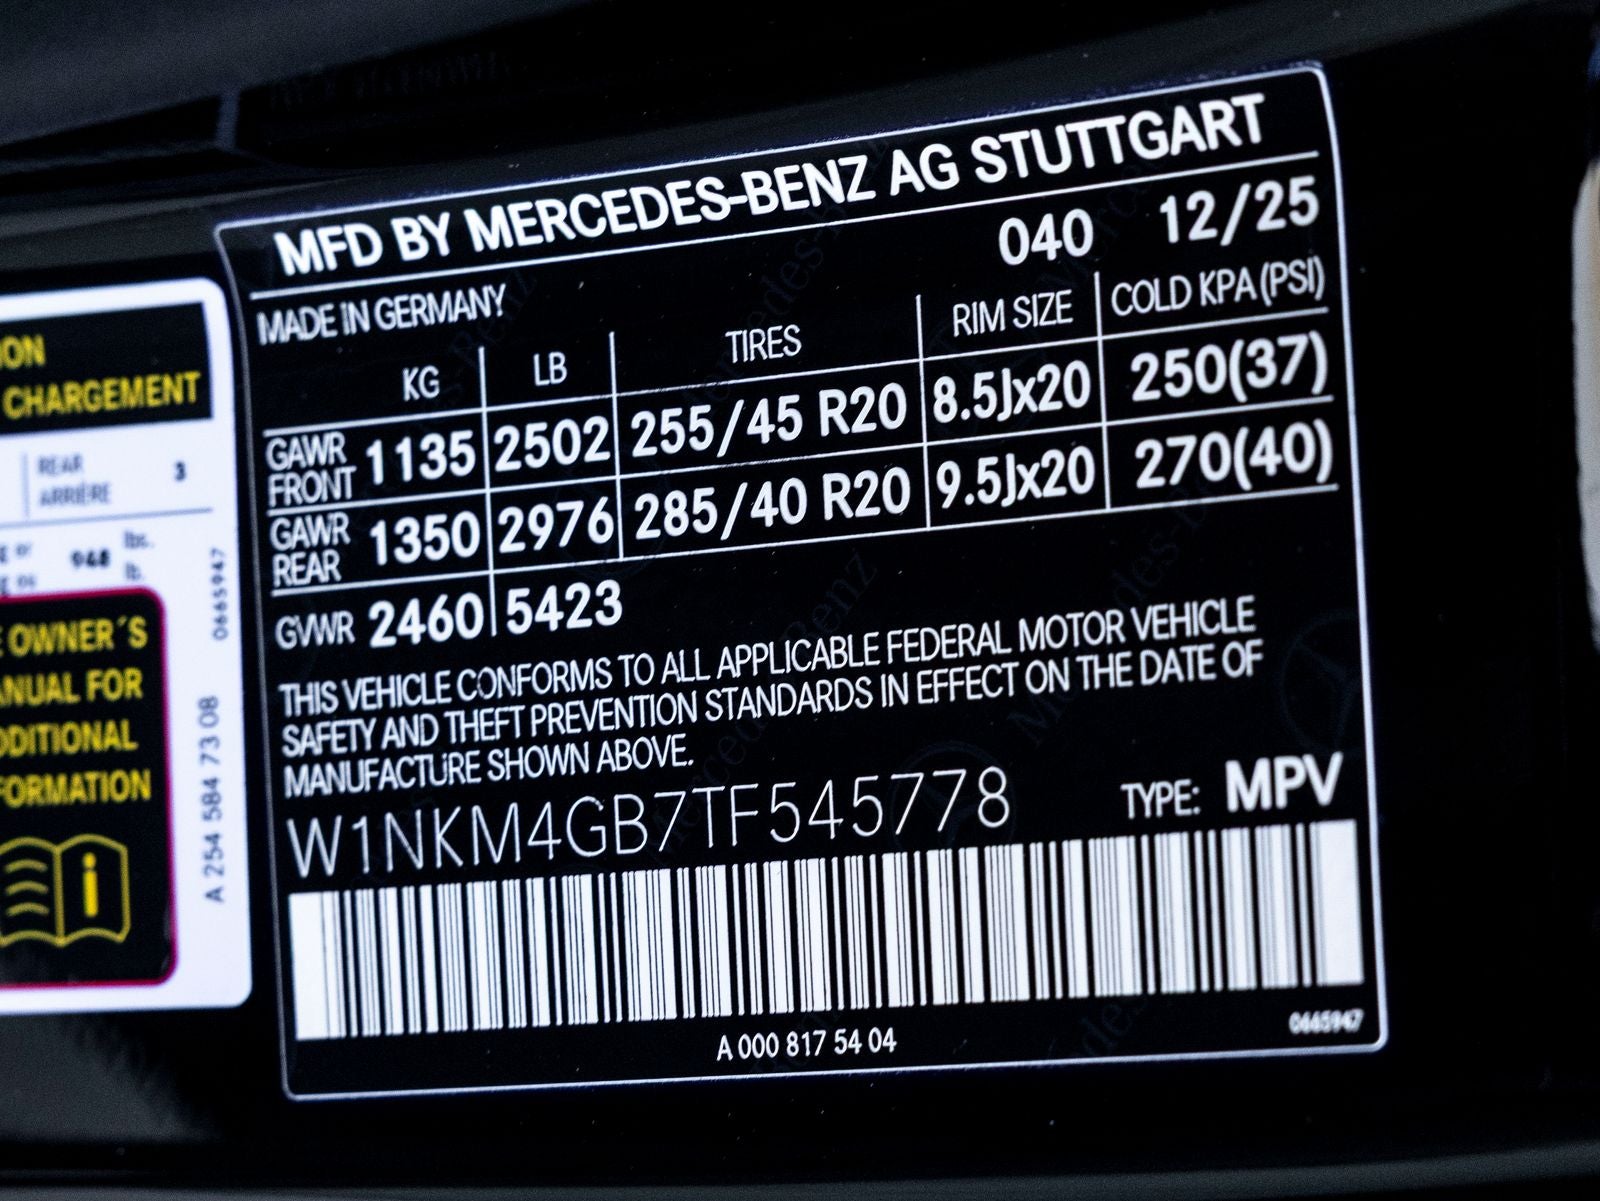 MFD BY MERCEDES-BENZ AG STUTTGART
040 12/25
MADE IN GERMANY
KG LB TIRES RIM SIZE COLD KPA (PSI)
GAWR FRONT 1135 2502 255/45 R20 8.5Jx20 250(37)
GAWR REAR 1350 2976 285/40 R20 9.5Jx20 270(40)
GVWR 2460 5423
THIS VEHICLE CONFORMS TO ALL APPLICABLE FEDERAL MOTOR VEHICLE
SAFETY AND THEFT PREVENTION STANDARDS IN EFFECT ON THE DATE OF
MANUFACTURE SHOWN ABOVE.
W1NKM4GB7TF545778 TYPE: MPV
A 000 817 54 04
0665947
CHARGEMENT
REAR 3
ARRIÈRE
948 lbs.
lb.
OWNER´S
FOR
A 254 584 73 08
0665947